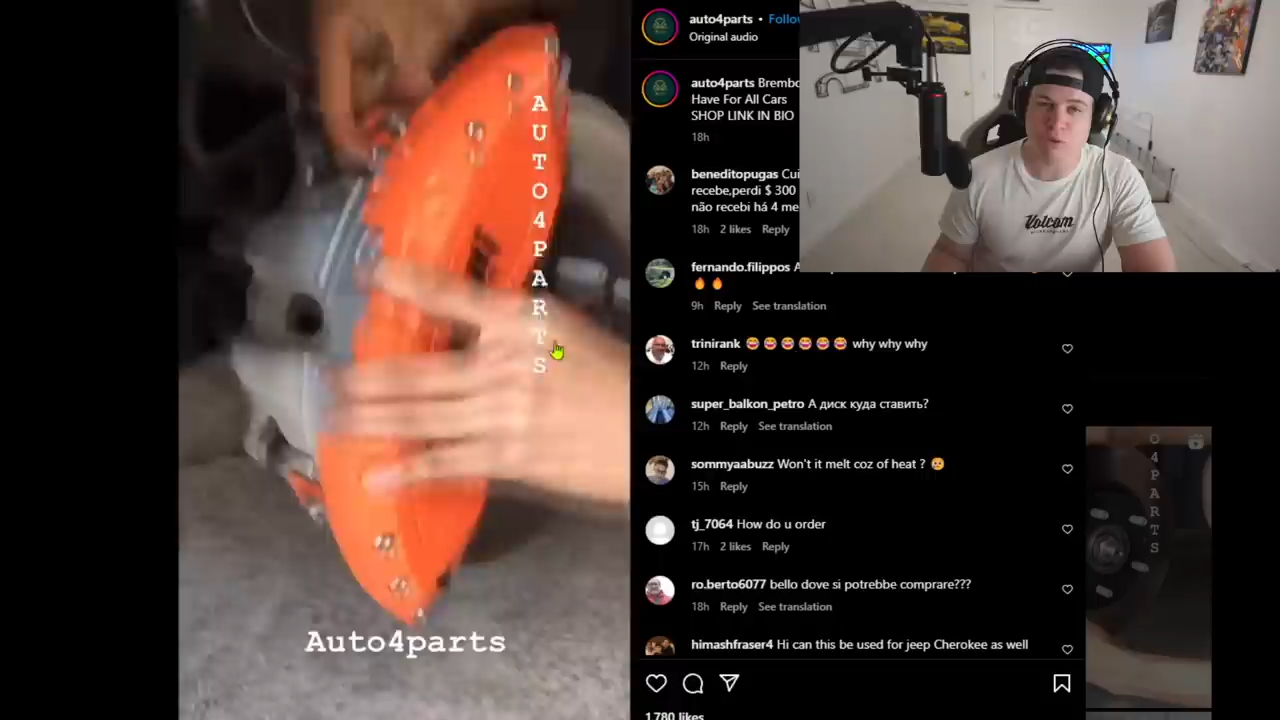 AUTO4PARTS
Auto4parts
auto4parts • Follow
Original audio
auto4parts Brembo
Have For All Cars
SHOP LINK IN BIO
18h
beneditopugas
recebe,perdi $ 300
não recebi há 4
18h 2 likes Reply
fernando.filippos
🔥🔥
9h Reply See translation
trinirank 😂😂😂😂😂😂 why why why
12h Reply
super_balkon_petro А диск куда ставить?
12h Reply See translation
sommyaabuzz Won't it melt coz of heat ? 🥲
15h Reply
tj_7064 How do u order
17h 2 likes Reply
ro.berto6077 bello dove si potrebbe comprare???
18h Reply See translation
himashfraser4 Hi can this be used for jeep Cherokee as well
1,780 likes
Volcom
O4PARTS